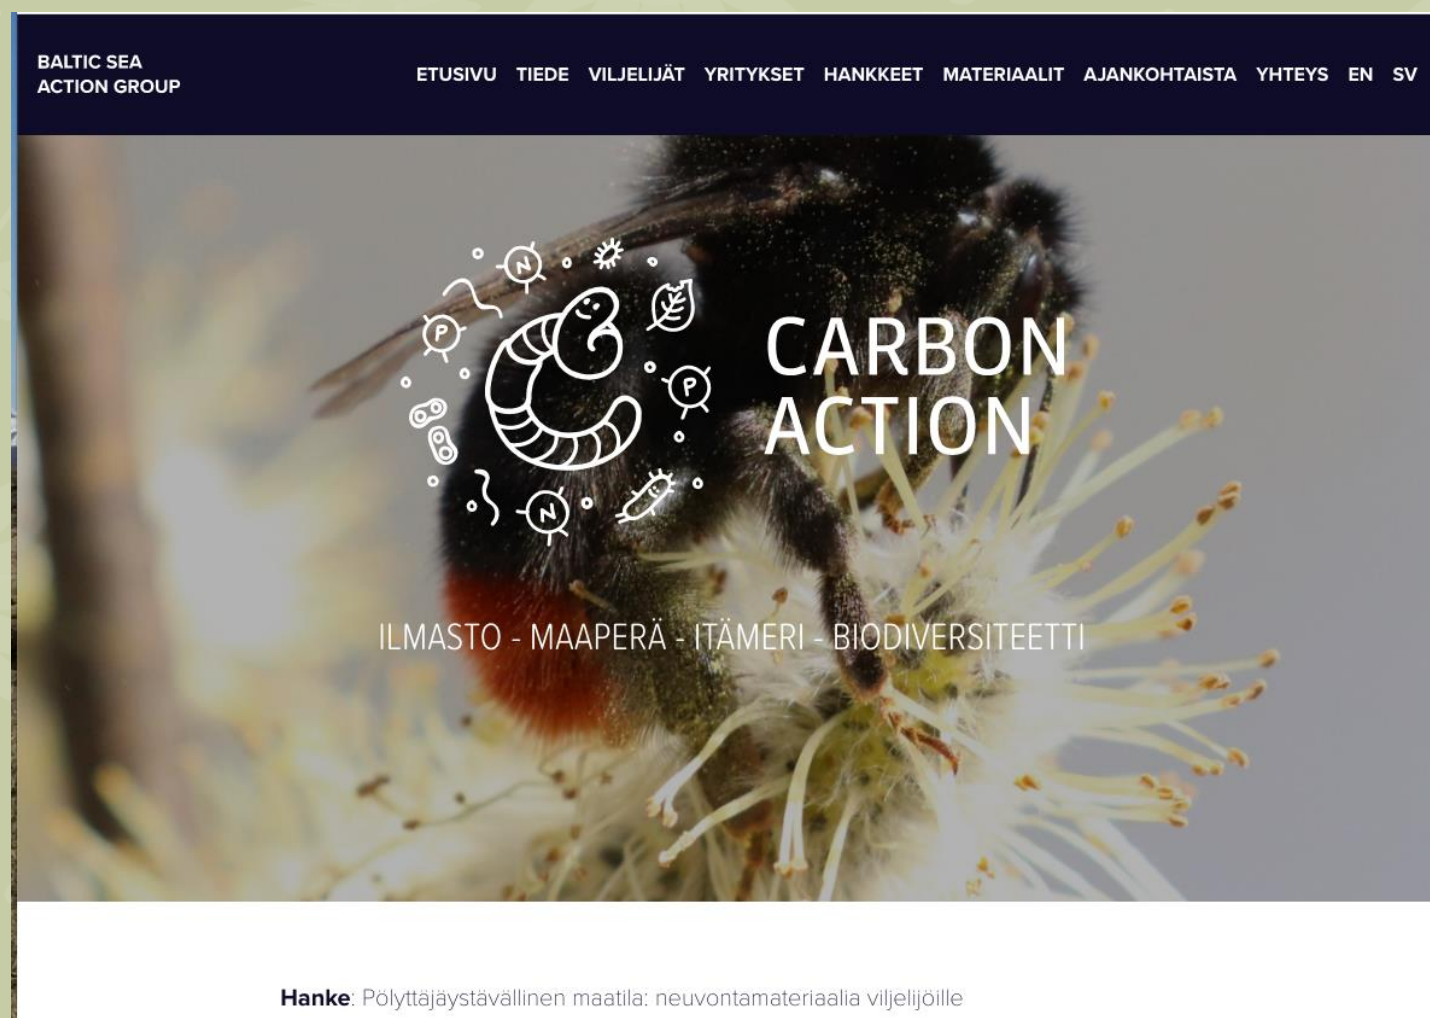 BALTIC SEA
ACTION GROUP
ETUSIVU TIEDE VILJELIJÄT YRITYKSET HANKKEET MATERIAALIT AJANKOHTAISTA YHTEYS EN SV
N
P
P
N
CARBON
ACTION
ILMASTO - MAAPERÄ - ITÄMERI - BIODIVERSITEETTI
Hanke: Pölyttäjäystävällinen maatila: neuvontamateriaalia viljelijöille